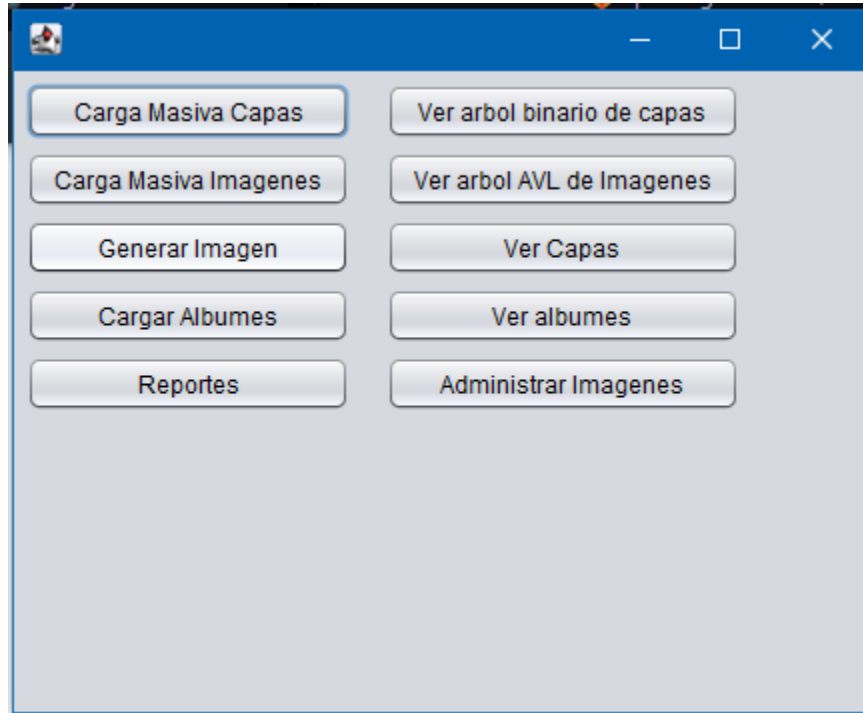 Carga Masiva Capas
Ver arbol binario de capas
Carga Masiva Imagenes
Ver arbol AVL de Imagenes
Generar Imagen
Ver Capas
Cargar Albumes
Ver albumes
Reportes
Administrar Imagenes